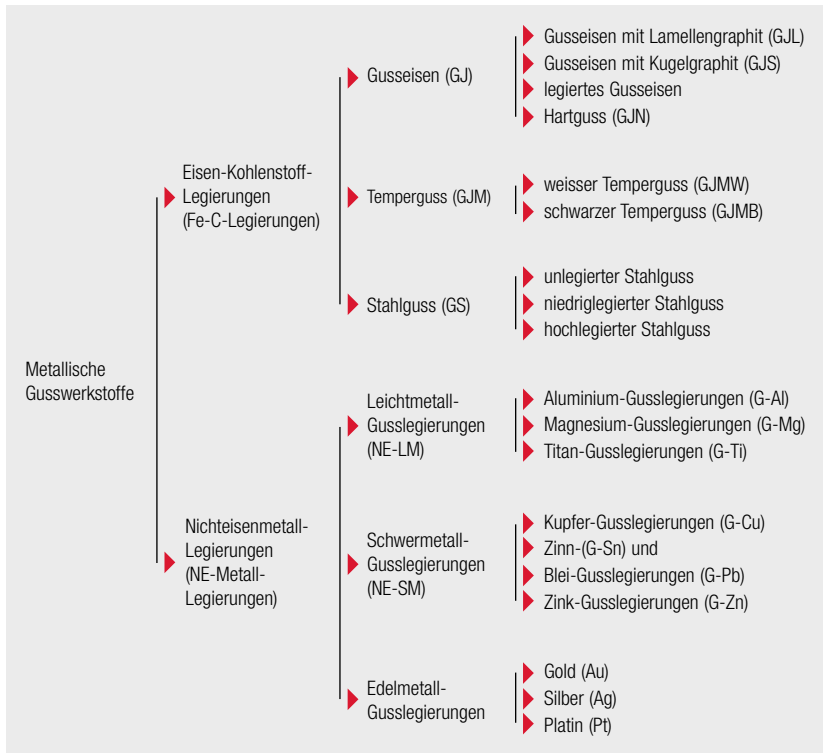 Metallische
Gusswerkstoffe
Eisen-Kohlenstoff-
Legierungen
(Fe-C-Legierungen)
Gusseisen (GJ)
Gusseisen mit Lamellengraphit (GJL)
Gusseisen mit Kugelgraphit (GJS)
legiertes Gusseisen
Hartguss (GJN)
Temperguss (GJM)
weisser Temperguss (GJMW)
schwarzer Temperguss (GJMB)
Stahlguss (GS)
unlegierter Stahlguss
niedriglegierter Stahlguss
hochlegierter Stahlguss
Nichteisenmetall-
Legierungen
(NE-Metall-
Legierungen)
Leichtmetall-
Gusslegierungen
(NE-LM)
Aluminium-Gusslegierungen (G-Al)
Magnesium-Gusslegierungen (G-Mg)
Titan-Gusslegierungen (G-Ti)
Schwermetall-
Gusslegierungen
(NE-SM)
Kupfer-Gusslegierungen (G-Cu)
Zinn-(G-Sn) und
Blei-Gusslegierungen (G-Pb)
Zink-Gusslegierungen (G-Zn)
Edelmetall-
Gusslegierungen
Gold (Au)
Silber (Ag)
Platin (Pt)